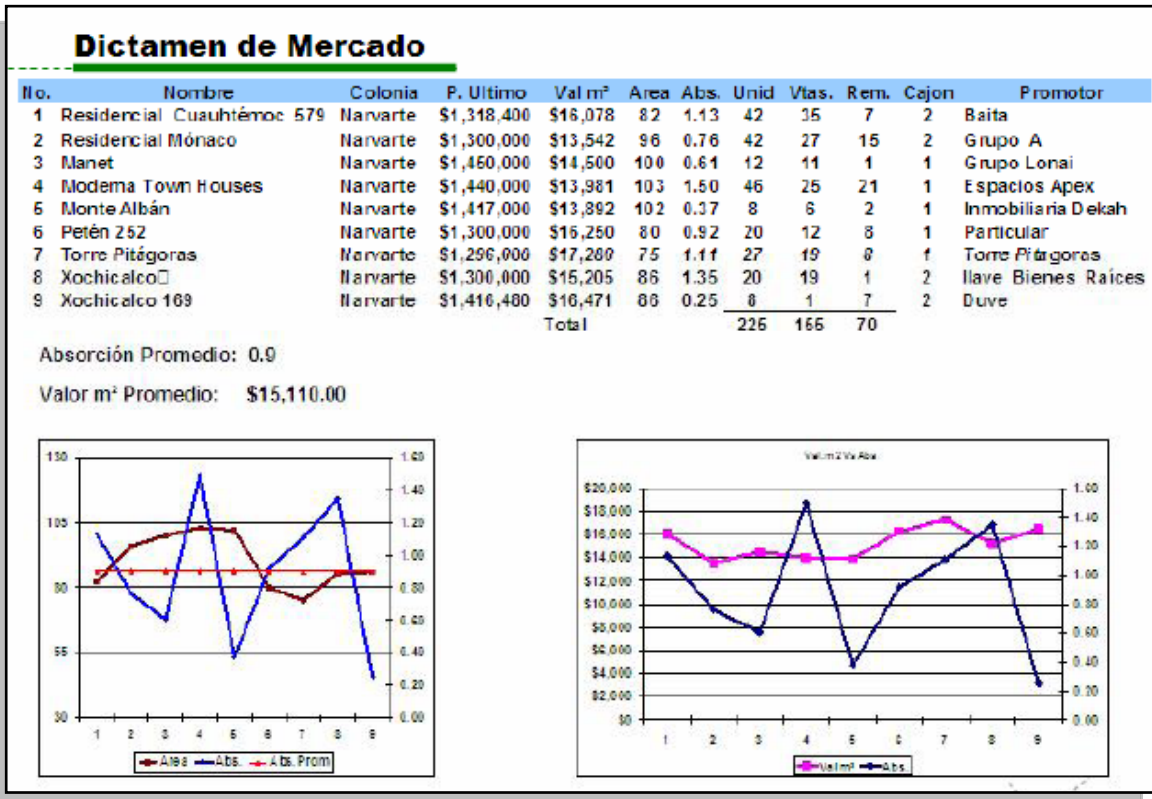 Dictamen de Mercado
No. Nombre Colonia P. Ultimo Val m² Area Abs. Unid Vtas. Rem. Cajon Promotor
1 Residencial Cuauhtémoc 579 Narvarte $1,318,400 $16,078 82 1.13 42 35 7 2 Baita
2 Residencial Mónaco Narvarte $1,300,000 $13,542 96 0.76 42 27 15 2 Grupo A
3 Manet Narvarte $1,450,000 $14,500 100 0.61 12 11 1 1 Grupo Lonai
4 Moderna Town Houses Narvarte $1,440,000 $13,981 103 1.50 46 25 21 1 Espacios Apex
5 Monte Albán Narvarte $1,417,000 $13,892 102 0.37 8 6 2 1 Inmobiliaria Dekah
6 Petén 252 Narvarte $1,300,000 $16,250 80 0.92 20 12 8 1 Particular
7 Torre Pitágoras Narvarte $1,296,000 $17,280 75 1.11 27 19 8 1 Torre Pitagoras
8 Xochicalco□ Narvarte $1,300,000 $15,205 86 1.35 20 19 1 2 llave Bienes Raíces
9 Xochicalco 169 Narvarte $1,416,480 $16,471 86 0.25 8 1 7 2 Duve
Total 225 155 70
Absorción Promedio: 0.9
Valor m² Promedio: $15,110.00
130 1.60
1.40
105 1.20
1.00
80 0.80
0.60
55 0.40
0.20
30 0.00
1 2 3 4 5 6 7 8 9
Area Abs. Abs. Prom
Val. m2 Vs Abs
$20,000 1.60
$18,000 1.40
$16,000 1.20
$14,000 1.00
$12,000
$10,000 0.80
$8,000 0.60
$6,000 0.40
$4,000
$2,000 0.20
$0 0.00
1 2 3 4 5 6 7 8 9
Val m² Abs.